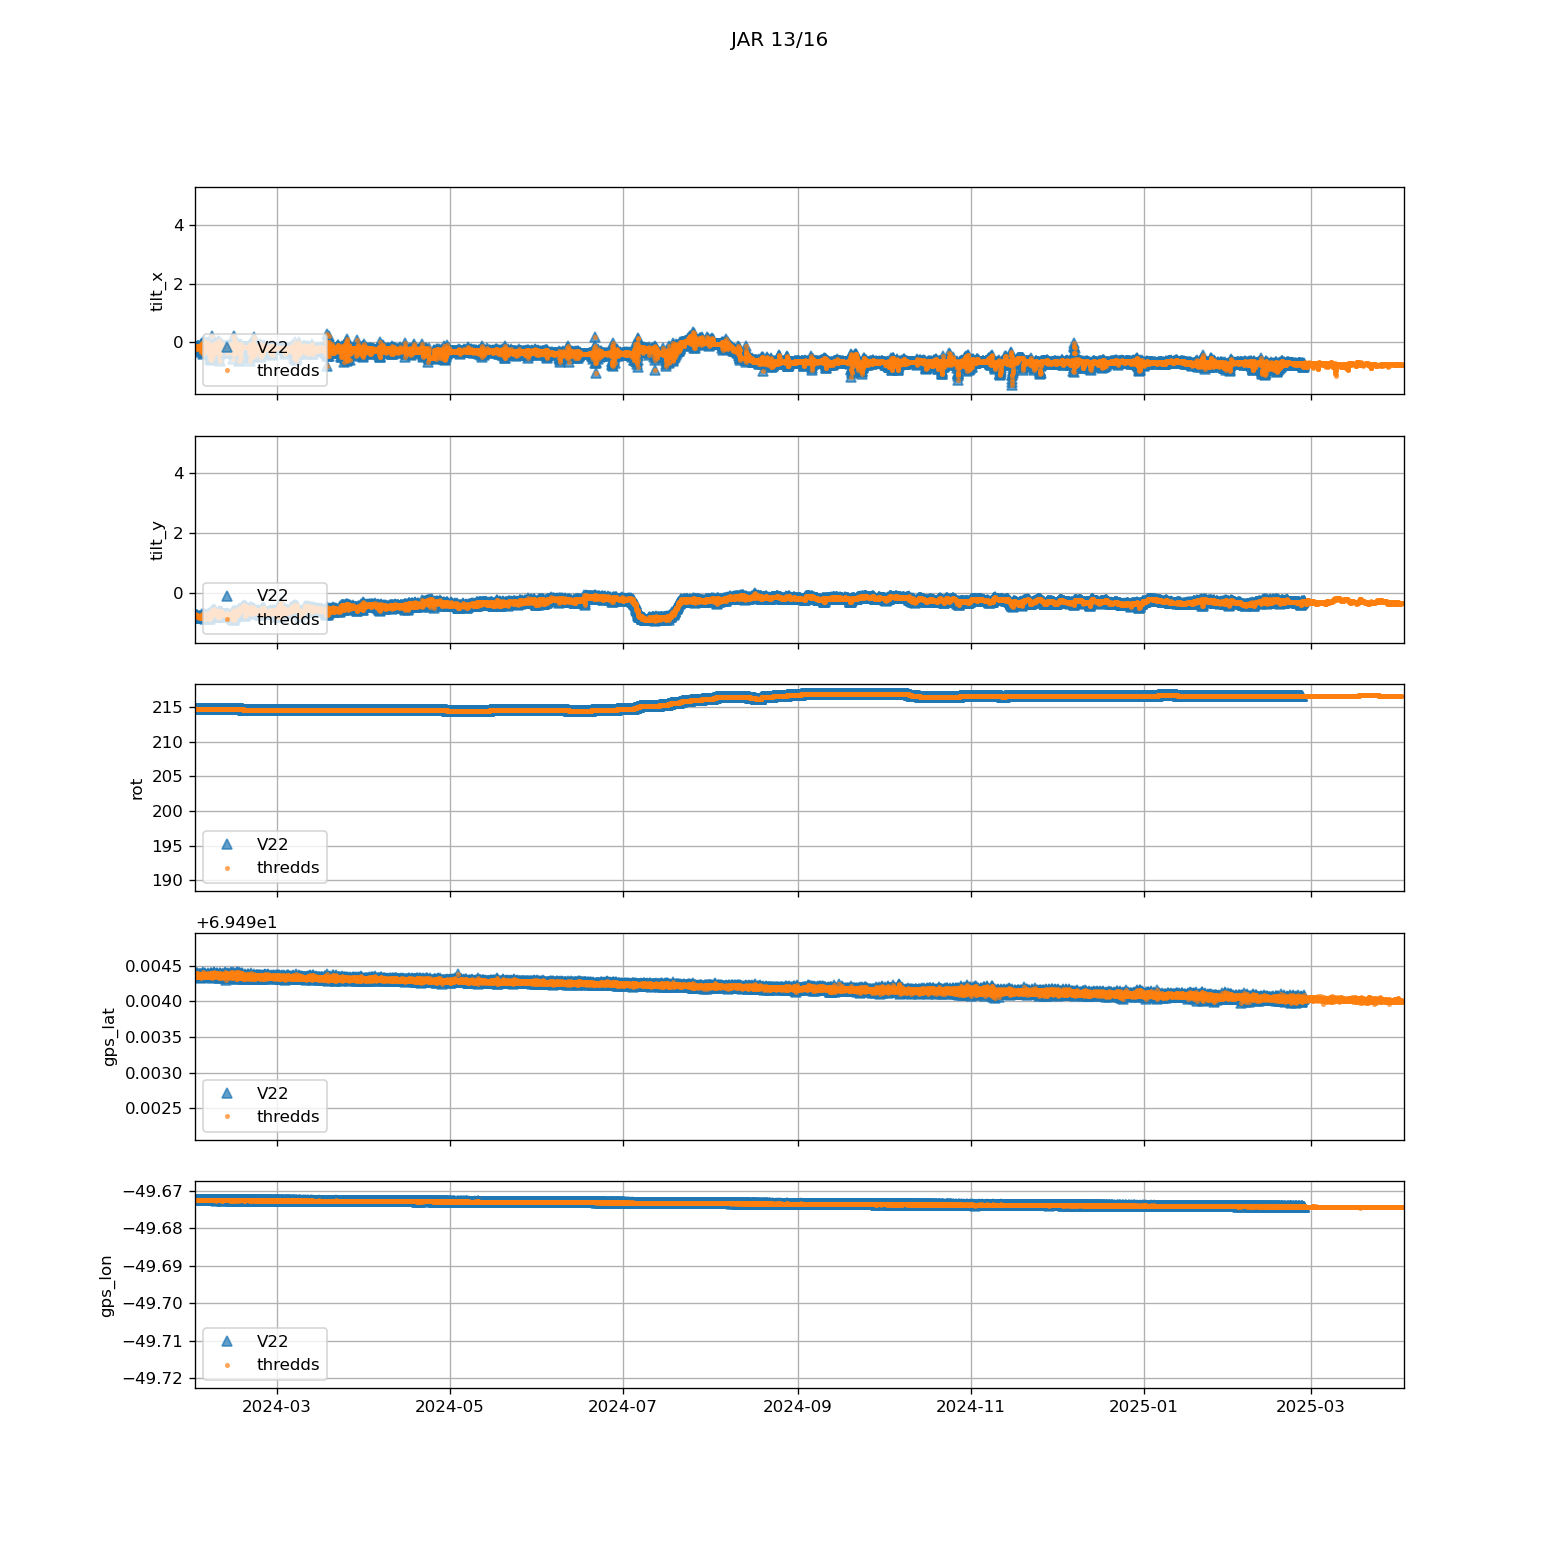 JAR 13/16
4
2
0
tilt_x
V22
thredds
4
2
0
tilt_y
V22
thredds
215
210
205
200
195
190
rot
V22
thredds
+6.949e1
0.0045
0.0040
0.0035
0.0030
0.0025
gps_lat
V22
thredds
−49.67
−49.68
−49.69
−49.70
−49.71
−49.72
gps_lon
V22
thredds
2024-03 2024-05 2024-07 2024-09 2024-11 2025-01 2025-03